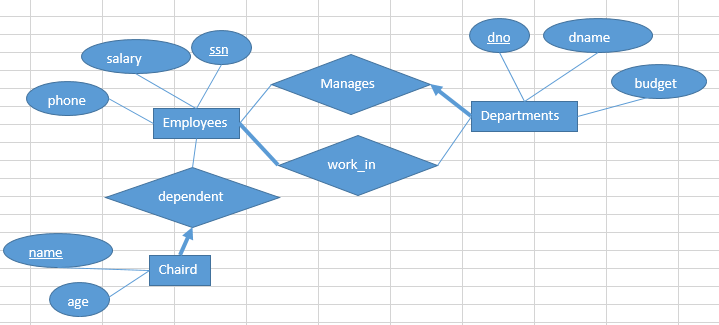 ssn
salary
phone
Employees
Manages
dno
dname
budget
Departments
work_in
dependent
name
Chaird
age